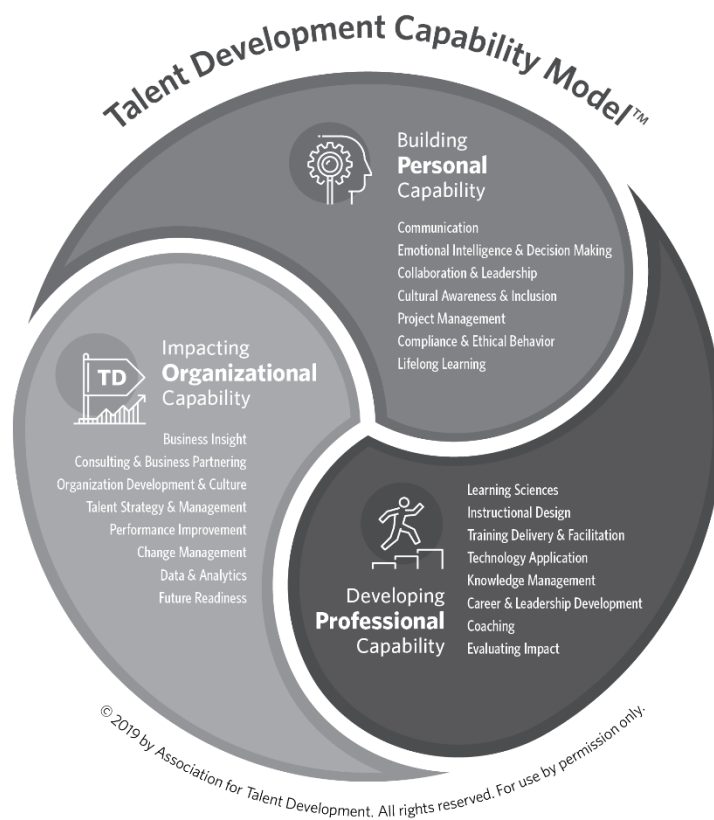 Talent Development Capability Model™
Building
Personal
Capability
Communication
Emotional Intelligence & Decision Making
Collaboration & Leadership
Cultural Awareness & Inclusion
Project Management
Compliance & Ethical Behavior
Lifelong Learning
TD
Impacting
Organizational
Capability
Business Insight
Consulting & Business Partnering
Organization Development & Culture
Talent Strategy & Management
Performance Improvement
Change Management
Data & Analytics
Future Readiness
Developing
Professional
Capability
Learning Sciences
Instructional Design
Training Delivery & Facilitation
Technology Application
Knowledge Management
Career & Leadership Development
Coaching
Evaluating Impact
© 2019 by Association for Talent Development. All rights reserved. For use by permission only.